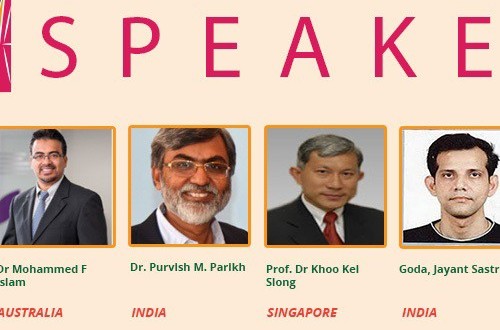 SPEAKE
Dr Mohammed F
Islam
AUSTRALIA
Dr. Purvish M. Parikh
INDIA
Prof. Dr Khoo Kei
Siong
SINGAPORE
Goda, Jayant Sastr
INDIA